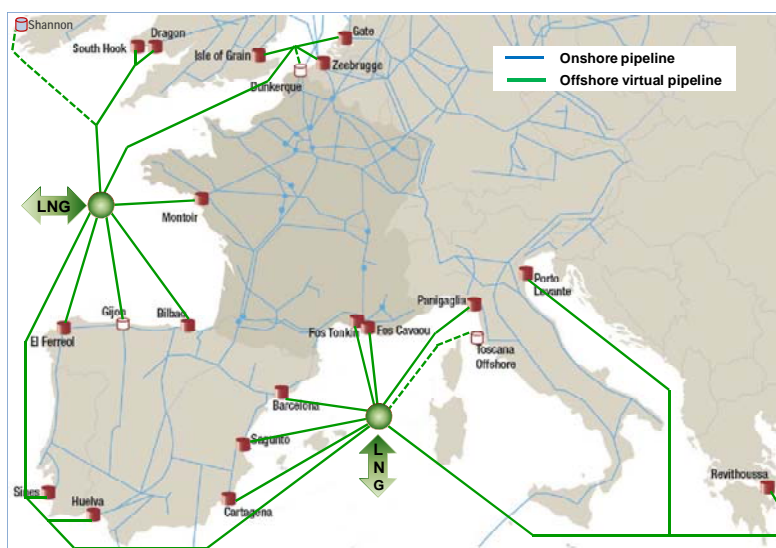 Shannon
Dragon
South Hook
Gate
Isle of Grain
Zeebrugge
Dunkerque
Onshore pipeline
Offshore virtual pipeline
LNG
Montoir
Porto
Levante
Panigaglia
Gijon
Bilbao
El Ferreol
Fos Tonkin
Fos Cavaou
Toscana
Offshore
Barcelona
Sagunto
L
N
G
Revithoussa
Sines
Huelva
Cartagena